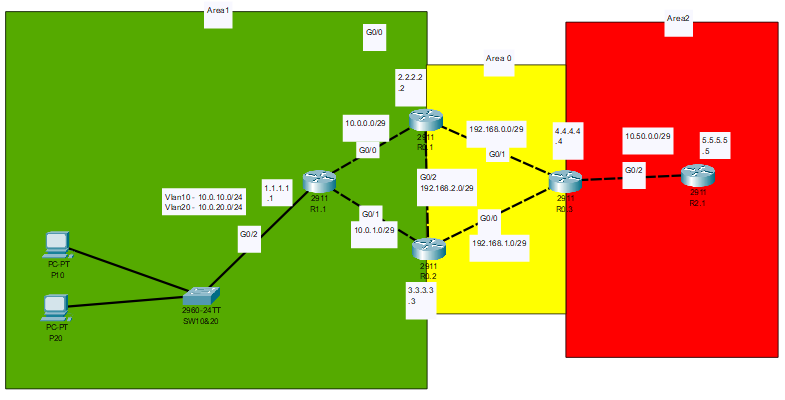 Area1
Area2
G0/0
Area 0
2.2.2.2
.2
10.0.0.0/29
192.168.0.0/29
4.4.4.4
.4
10.50.0.0/29
5.5.5.5
.5
2911
R0.1
G0/0
G0/1
G0/2
192.168.2.0/29
G0/2
2911
R2.1
1.1.1.1
.1
2911
R1.1
2911
R0.3
Vlan10 - 10.0.10.0/24
Vlan20 - 10.0.20.0/24
G0/1
G0/0
10.0.1.0/29
192.168.1.0/29
G0/2
2911
R0.2
PC-PT
P10
3.3.3.3
.3
2960-24TT
SW10&20
PC-PT
P20